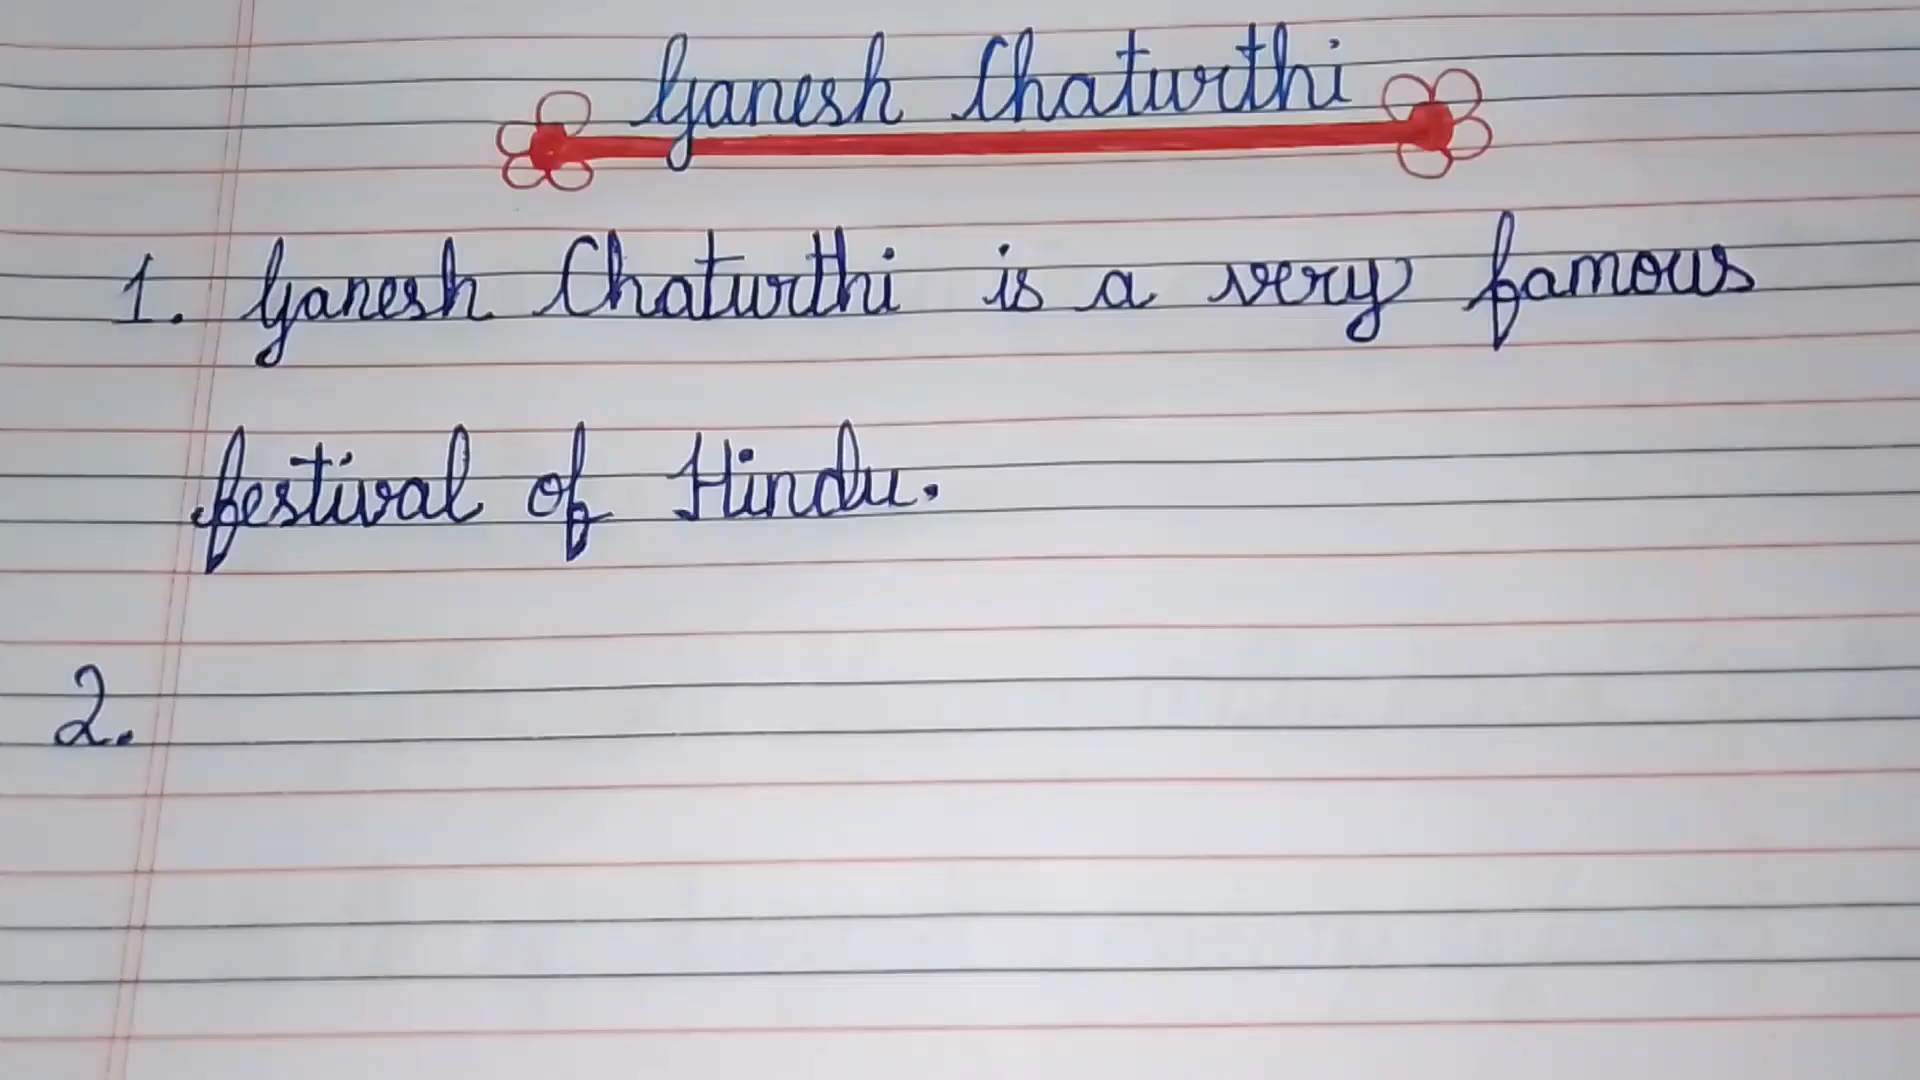 Ganesh Chaturthi
1. Ganesh Chaturthi is a very famous
festival of Hindu.
2.